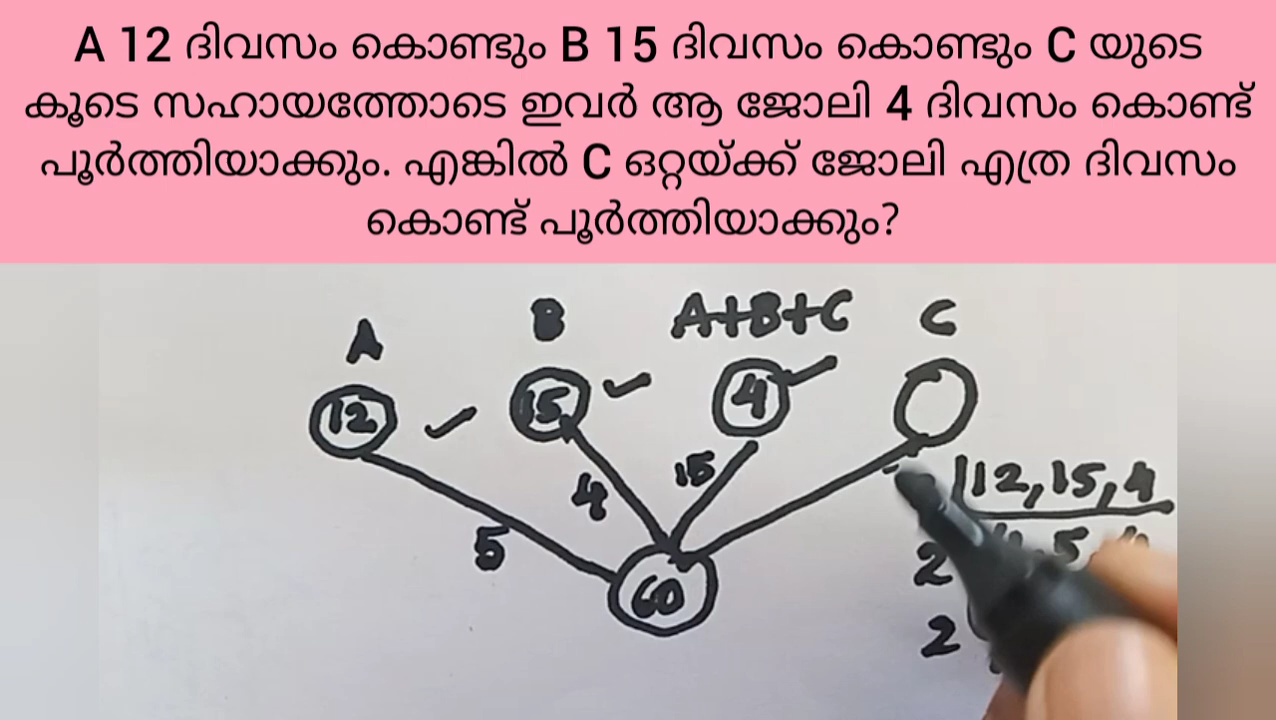 A 12 ദിവസം കൊണ്ടും B 15 ദിവസം കൊണ്ടും C യുടെ
കൂടെ സഹായത്തോടെ ഇവർ ആ ജോലി 4 ദിവസം കൊണ്ട്
പൂർത്തിയാക്കും. എങ്കിൽ C ഒറ്റയ്ക്ക് ജോലി എത്ര ദിവസം
കൊണ്ട് പൂർത്തിയാക്കും?
A B A+B+C C
12 15 4
5 4 15
60
12, 15, 4
2 5
2